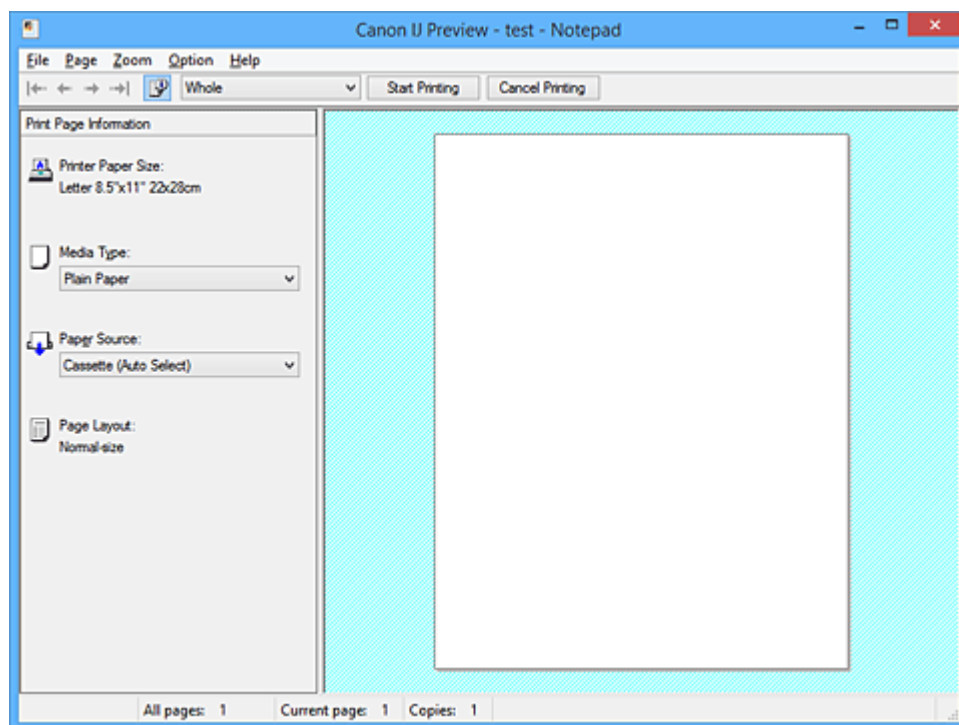 Canon IJ Preview - test - Notepad
File Page Zoom Option Help
Whole Start Printing Cancel Printing
Print Page Information
Printer Paper Size:
Letter 8.5"x11" 22x28cm
Media Type:
Plain Paper
Paper Source:
Cassette (Auto Select)
Page Layout:
Normal-size
All pages: 1 Current page: 1 Copies: 1